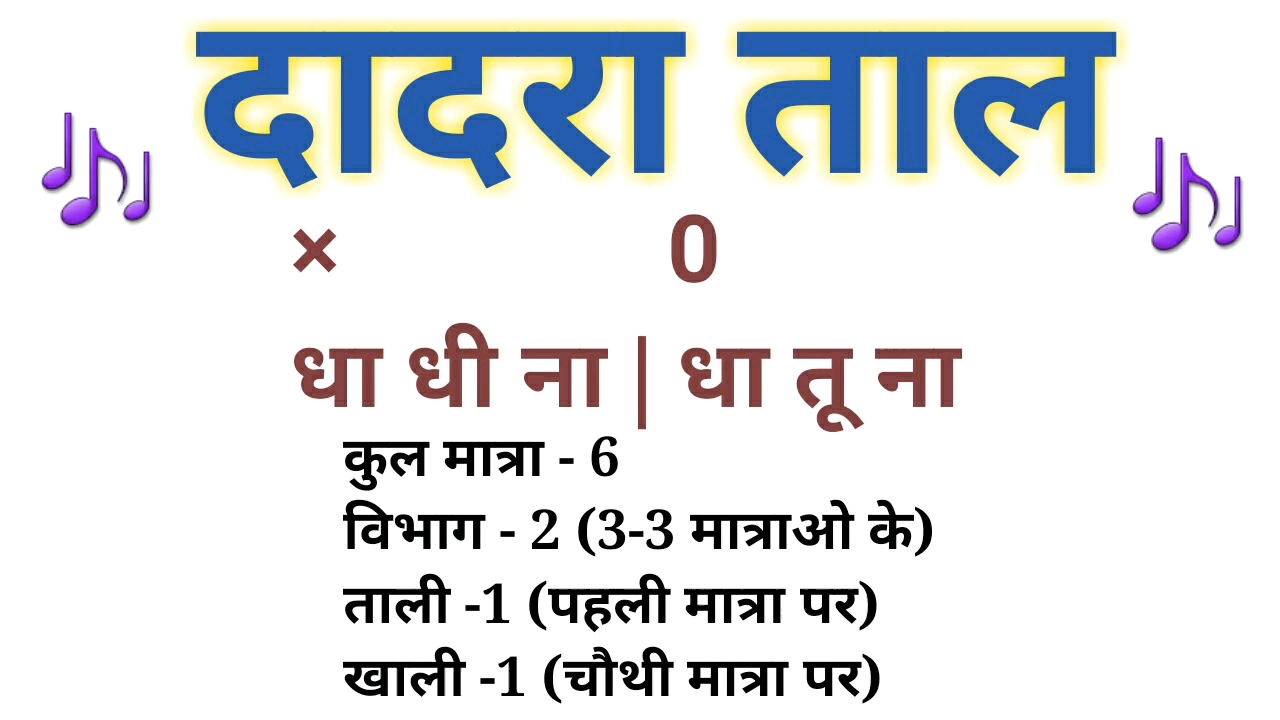 दादरा ताल
× 0
धा धी ना | धा तू ना
कुल मात्रा - 6
विभाग - 2 (3-3 मात्राओ के)
ताली -1 (पहली मात्रा पर)
खाली -1 (चौथी मात्रा पर)